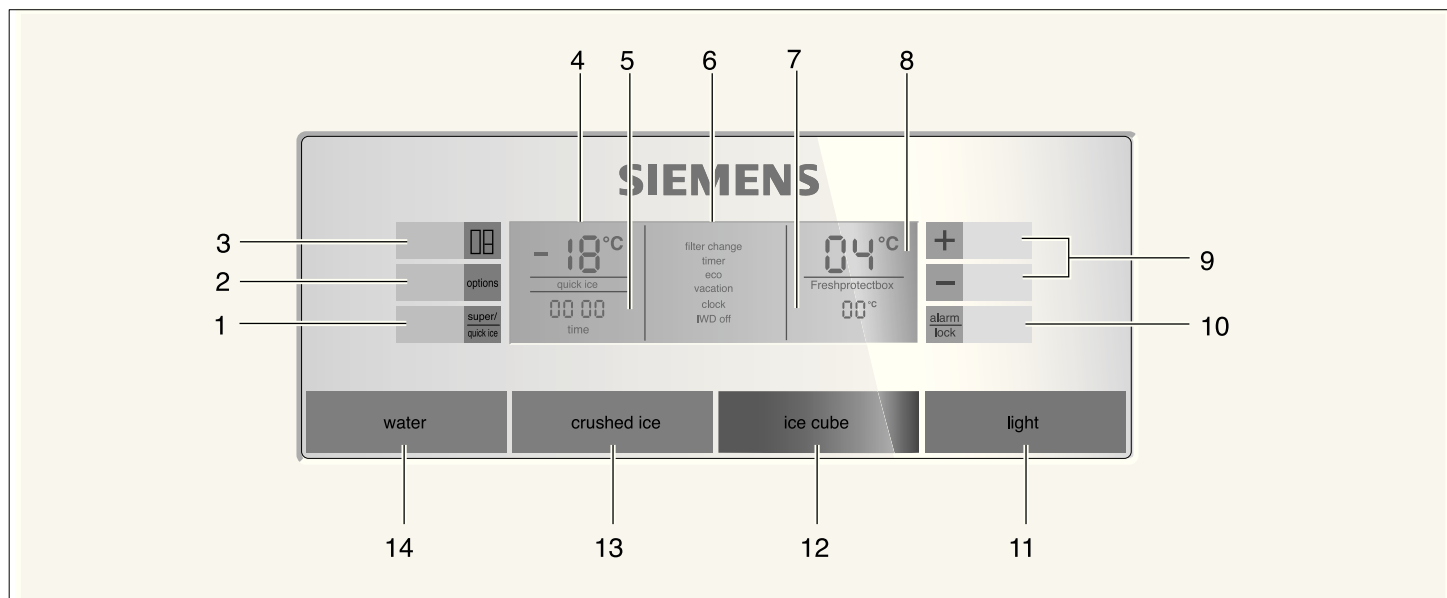 4 5 6 7 8
SIEMENS
3
-18°C
filter change
04°C
+
timer
2
options
eco
9
quick ice
vacation
Freshprotectbox
−
1
super/
quick ice
00 00
clock
00°C
alarm
lock
10
time
IWD off
water
crushed ice
ice cube
light
14 13 12 11